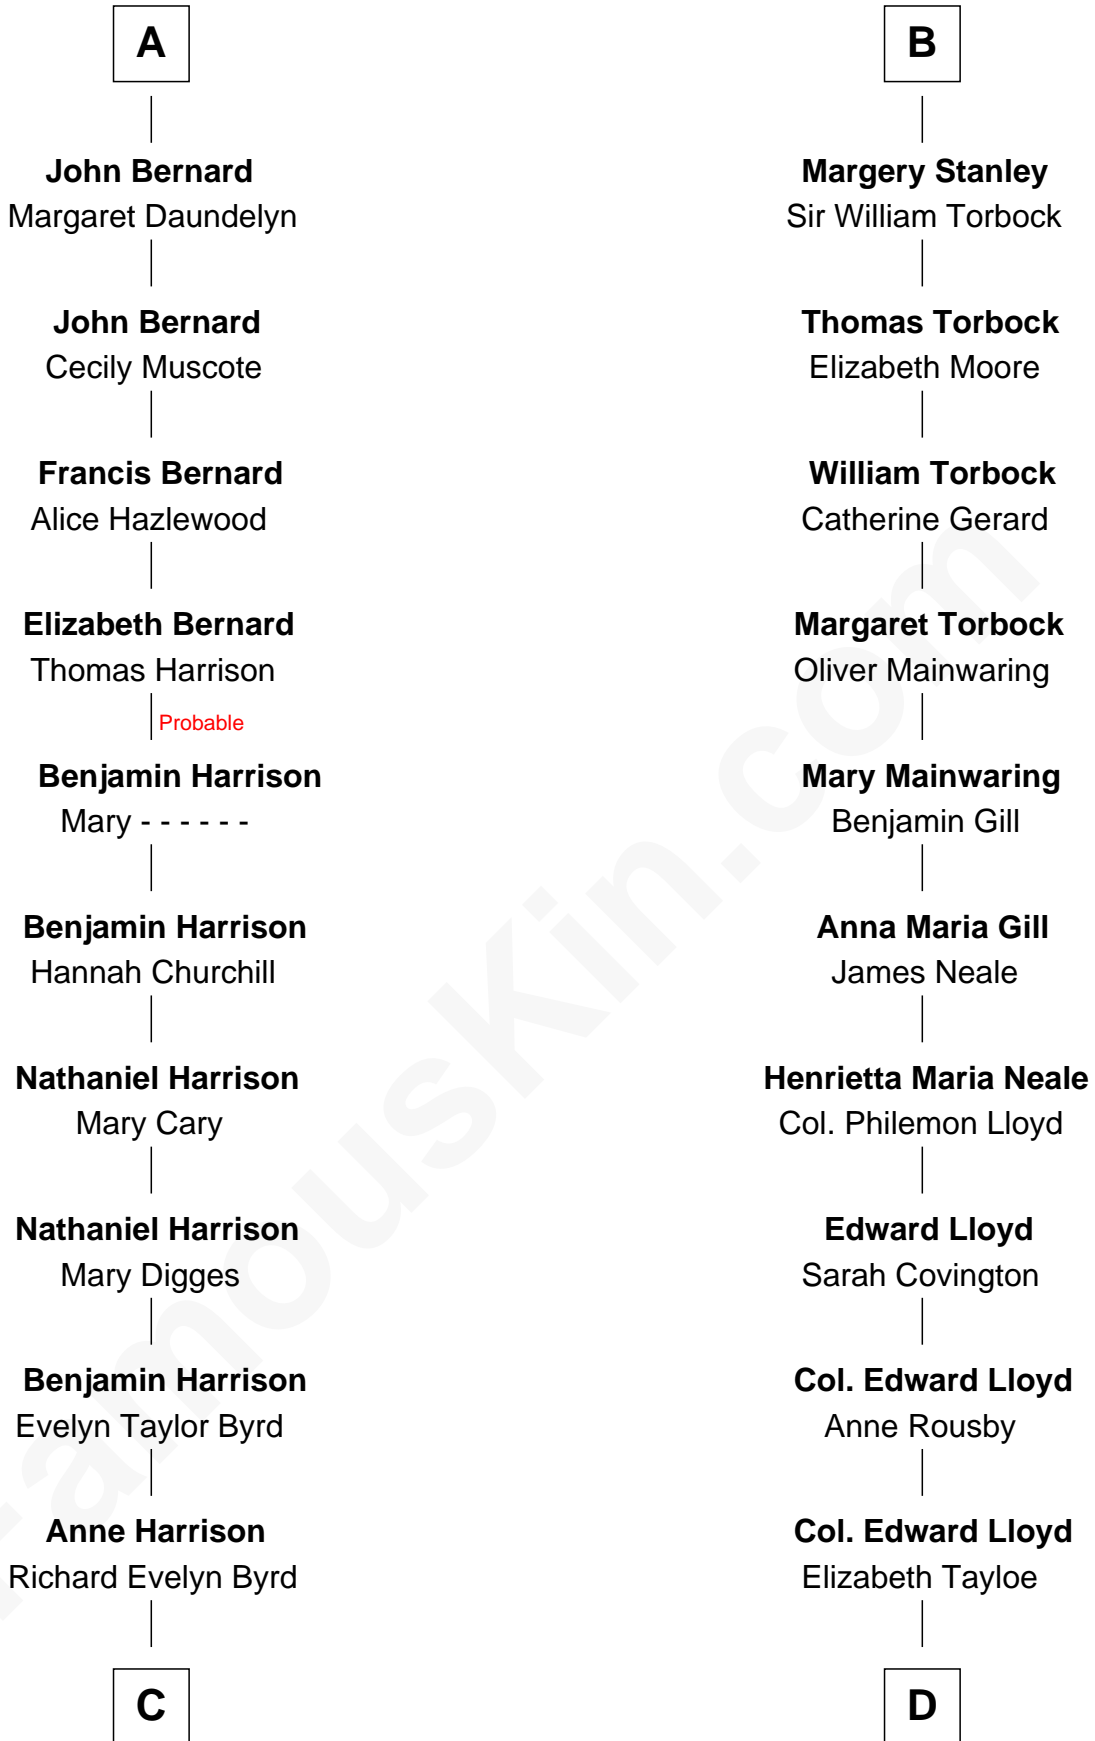 A
John Bernard
Margaret Daundelyn
John Bernard
Cecily Muscote
Francis Bernard
Alice Hazlewood
Elizabeth Bernard
Thomas Harrison
Probable
Benjamin Harrison
Mary - - - - - -
Benjamin Harrison
Hannah Churchill
Nathaniel Harrison
Mary Cary
Nathaniel Harrison
Mary Digges
Benjamin Harrison
Evelyn Taylor Byrd
Anne Harrison
Richard Evelyn Byrd
C
B
Margery Stanley
Sir William Torbock
Thomas Torbock
Elizabeth Moore
William Torbock
Catherine Gerard
Margaret Torbock
Oliver Mainwaring
Mary Mainwaring
Benjamin Gill
Anna Maria Gill
James Neale
Henrietta Maria Neale
Col. Philemon Lloyd
Edward Lloyd
Sarah Covington
Col. Edward Lloyd
Anne Rousby
Col. Edward Lloyd
Elizabeth Tayloe
D
FamousKin.com